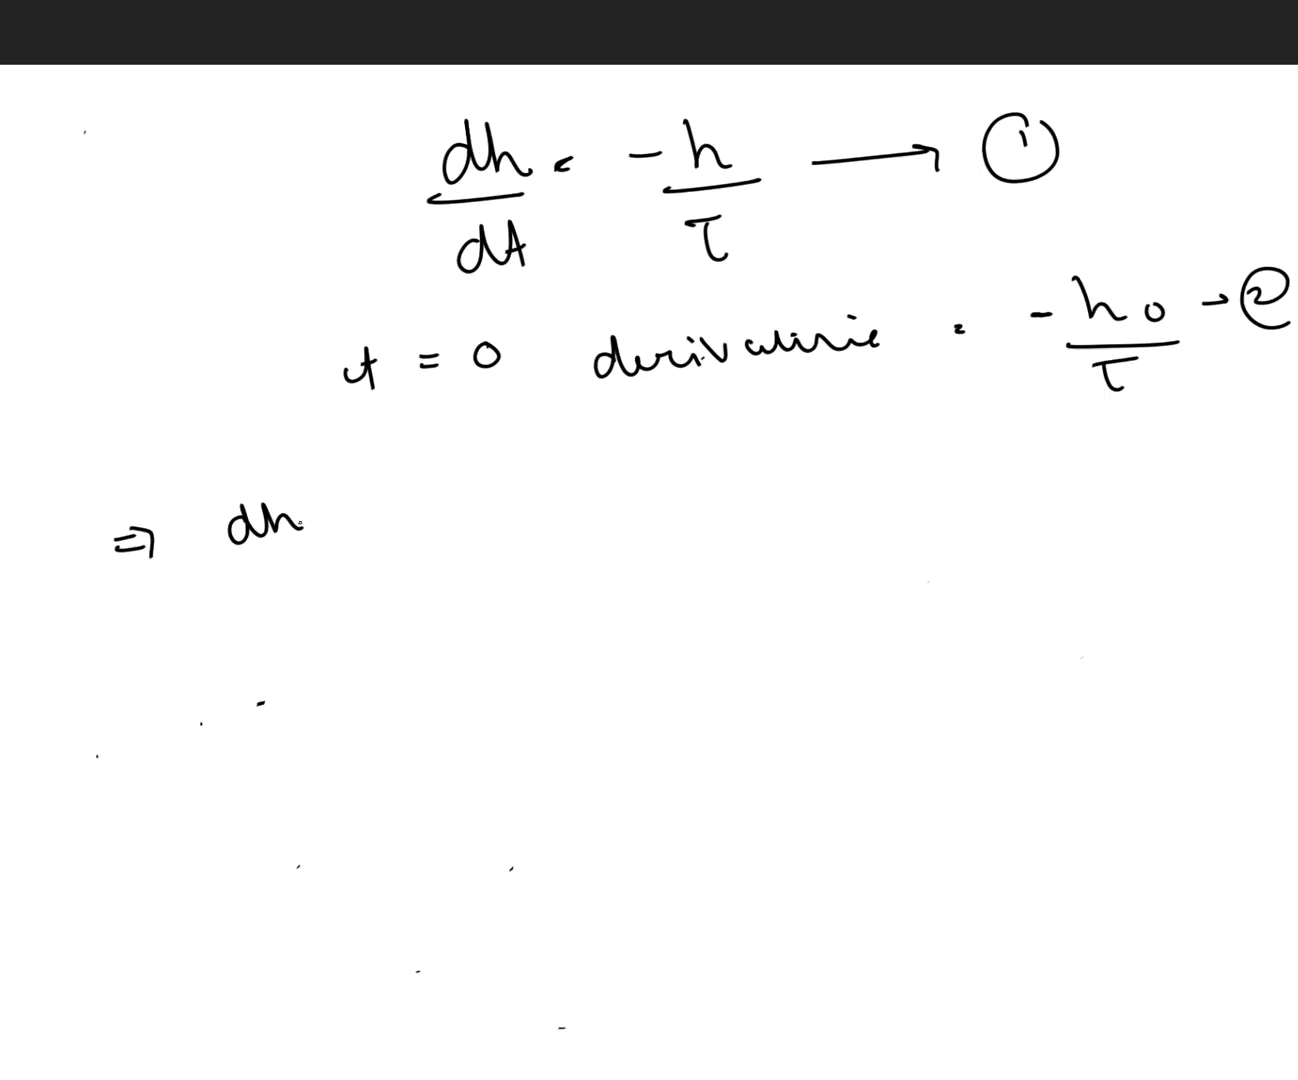 dh/dt = -h/τ → ①
t = 0 derivative = -h0/τ → ②
⇒ dh